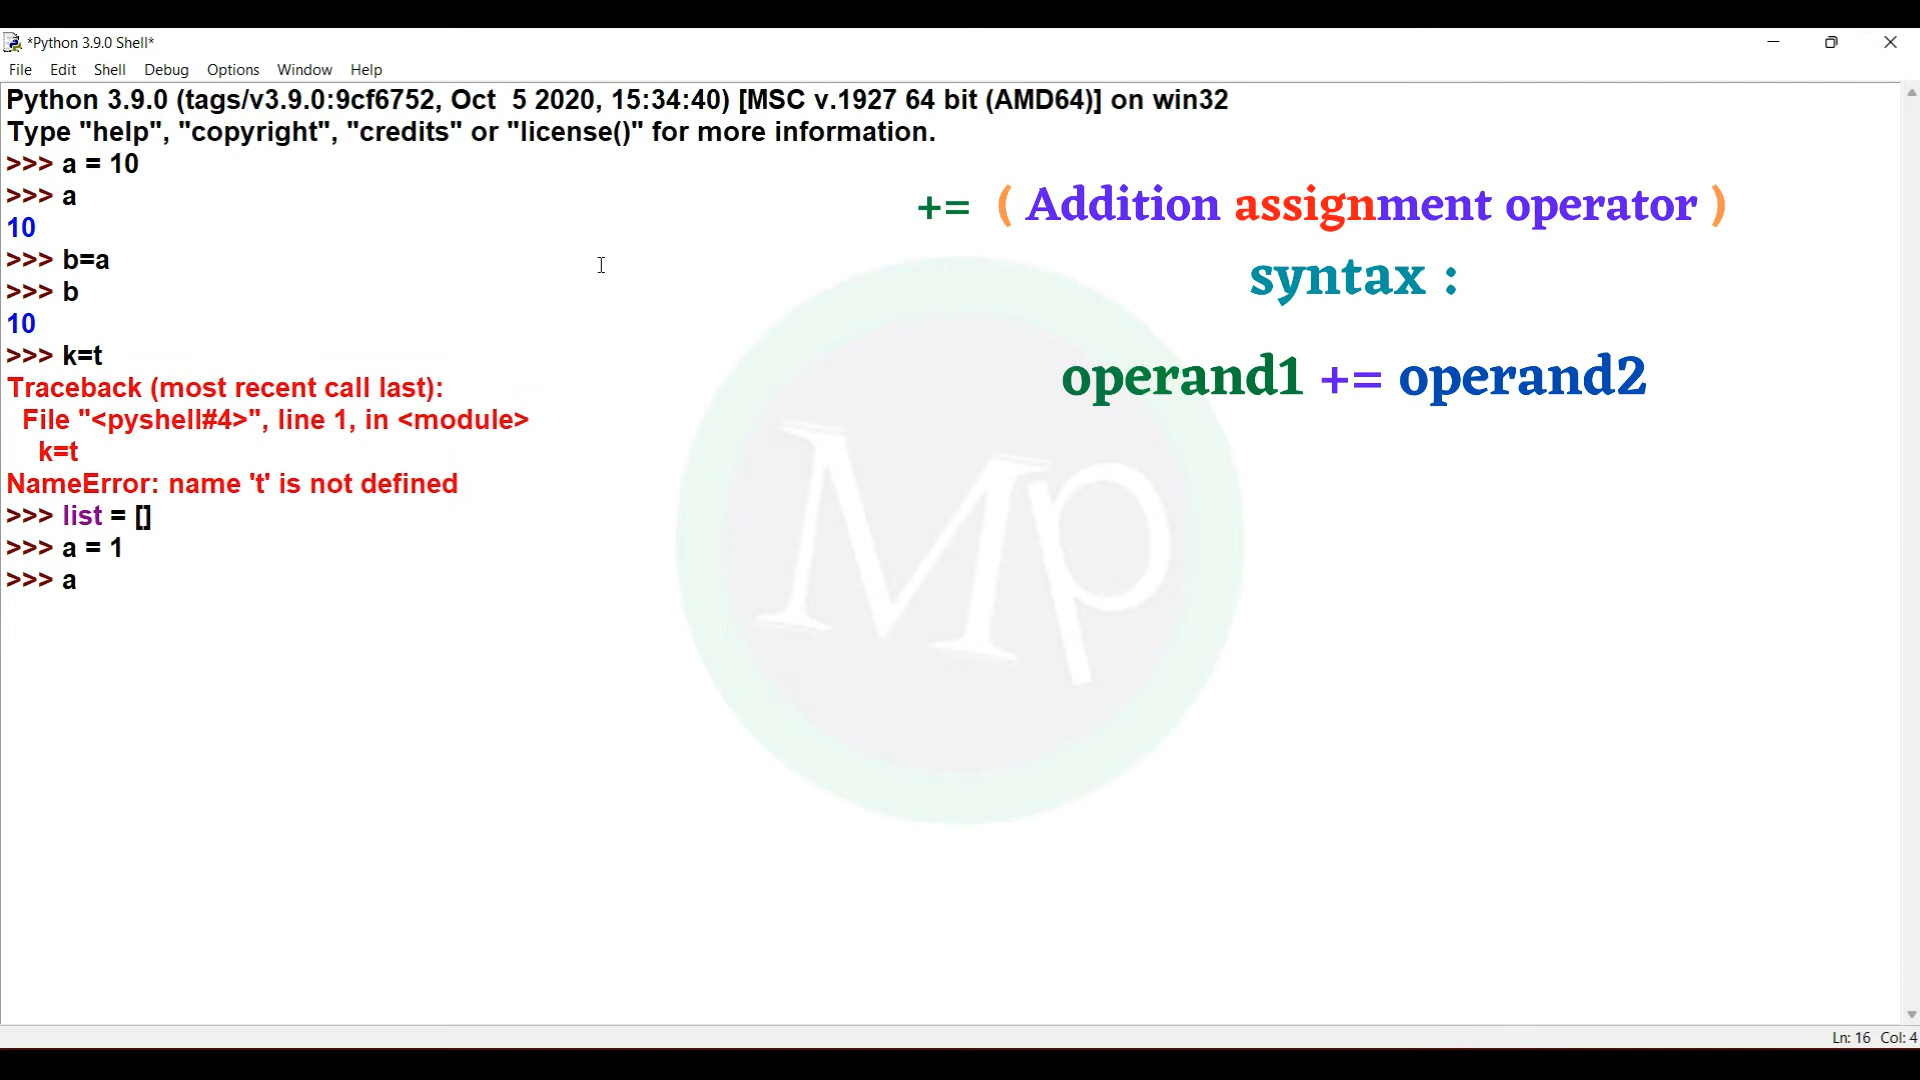 *Python 3.9.0 Shell*
File Edit Shell Debug Options Window Help
Python 3.9.0 (tags/v3.9.0:9cf6752, Oct  5 2020, 15:34:40) [MSC v.1927 64 bit (AMD64)] on win32
Type "help", "copyright", "credits" or "license()" for more information.
>>> a = 10
>>> a
10
>>> b=a
>>> b
10
>>> k=t
Traceback (most recent call last):
  File "<pyshell#4>", line 1, in <module>
    k=t
NameError: name 't' is not defined
>>> list = []
>>> a = 1
>>> a
+= ( Addition assignment operator )
syntax :
operand1 += operand2
Mp
Ln: 16 Col: 4